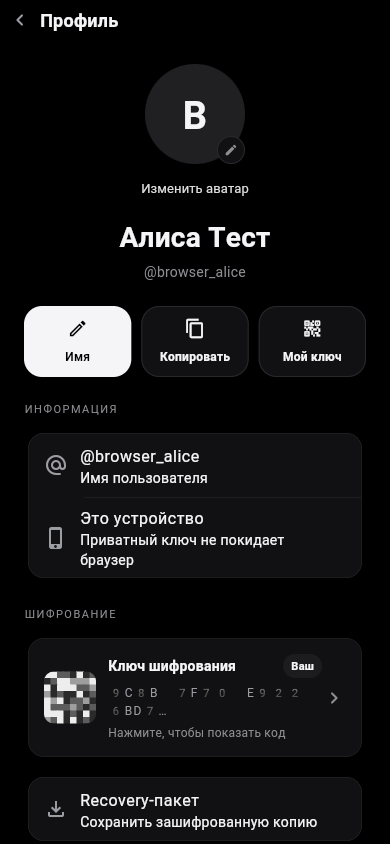 Профиль
B
Изменить аватар
Алиса Тест
@browser_alice
Имя
Копировать
Мой ключ
ИНФОРМАЦИЯ
@browser_alice
Имя пользователя
Это устройство
Приватный ключ не покидает
браузер
ШИФРОВАНИЕ
Ключ шифрования
Ваш
9C8B 7F70 E922
6BD7…
Нажмите, чтобы показать код
Recovery-пакет
Сохранить зашифрованную копию